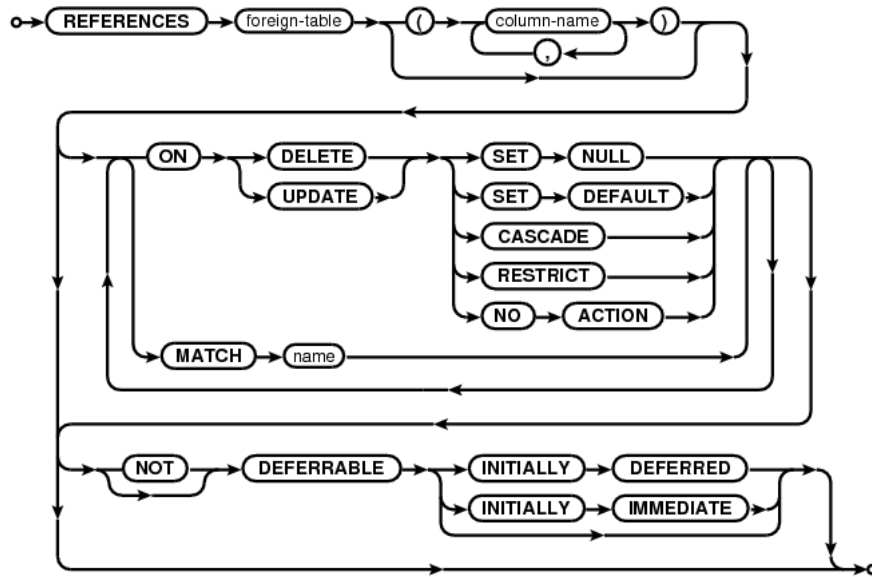 REFERENCES foreign-table ( column-name )
,
ON DELETE SET NULL
UPDATE SET DEFAULT
CASCADE
RESTRICT
NO ACTION
MATCH name
NOT DEFERRABLE INITIALLY DEFERRED
INITIALLY IMMEDIATE